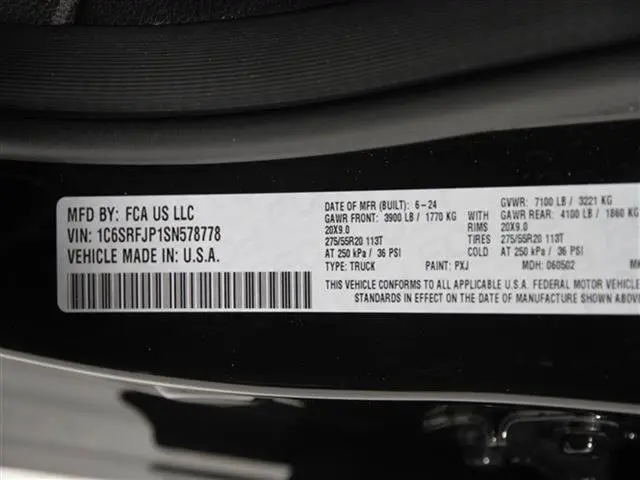 MFD BY: FCA US LLC
VIN: 1C6SRFJP1SN578778
VEHICLE MADE IN: U.S.A.
DATE OF MFR (BUILT): 6-24 GVWR: 7100 LB / 3221 KG
GAWR FRONT: 3900 LB / 1770 KG WITH GAWR REAR: 4100 LB / 1860 KG
20X9.0 RIMS 20X9.0
275/55R20 113T TIRES 275/55R20 113T
AT 250 kPa / 36 PSI COLD AT 250 kPa / 36 PSI
TYPE: TRUCK PAINT: PXJ MDH: 060502
THIS VEHICLE CONFORMS TO ALL APPLICABLE U.S.A. FEDERAL MOTOR VEHICLE
STANDARDS IN EFFECT ON THE DATE OF MANUFACTURE SHOWN ABOVE